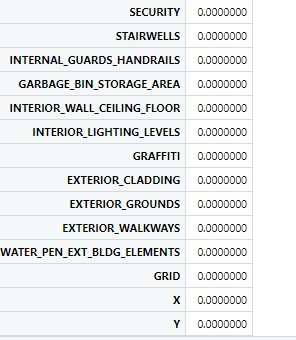 SECURITY 0.0000000
STAIRWELLS 0.0000000
INTERNAL_GUARDS_HANDRAILS 0.0000000
GARBAGE_BIN_STORAGE_AREA 0.0000000
INTERIOR_WALL_CEILING_FLOOR 0.0000000
INTERIOR_LIGHTING_LEVELS 0.0000000
GRAFFITI 0.0000000
EXTERIOR_CLADDING 0.0000000
EXTERIOR_GROUNDS 0.0000000
EXTERIOR_WALKWAYS 0.0000000
WATER_PEN_EXT_BLDG_ELEMENTS 0.0000000
GRID 0.0000000
X 0.0000000
Y 0.0000000